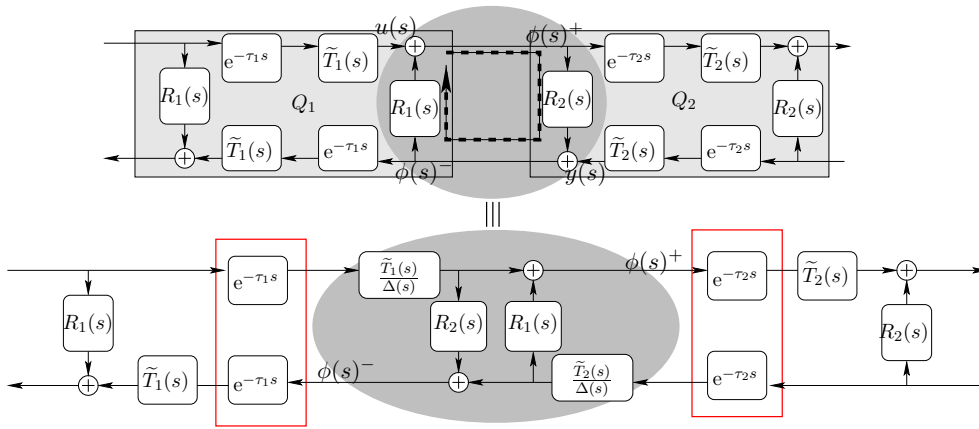 u(s) ϕ(s)⁺
e^{−τ₁s} T̃₁(s) e^{−τ₂s} T̃₂(s)
R₁(s) Q₁ R₁(s) R₂(s) Q₂ R₂(s)
T̃₁(s) e^{−τ₁s} T̃₂(s) e^{−τ₂s}
ϕ(s)⁻ y(s)
e^{−τ₁s} T̃₁(s)/Δ(s) ϕ(s)⁺ e^{−τ₂s} T̃₂(s)
R₁(s) R₂(s) R₁(s) R₂(s)
T̃₁(s) e^{−τ₁s} ϕ(s)⁻ T̃₂(s)/Δ(s) e^{−τ₂s}